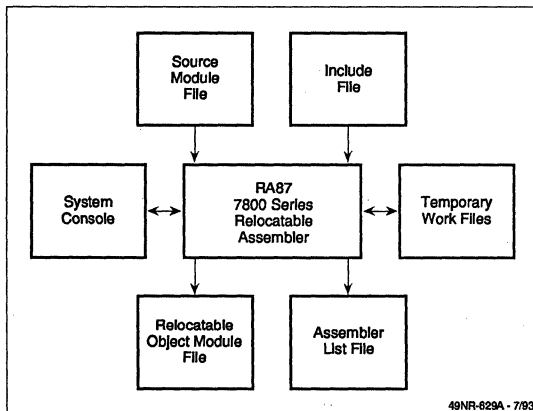 Source
Module
File
Include
File
System
Console
RA87
7800 Series
Relocatable
Assembler
Temporary
Work Files
Relocatable
Object Module
File
Assembler
List File
49NR-629A - 7/93